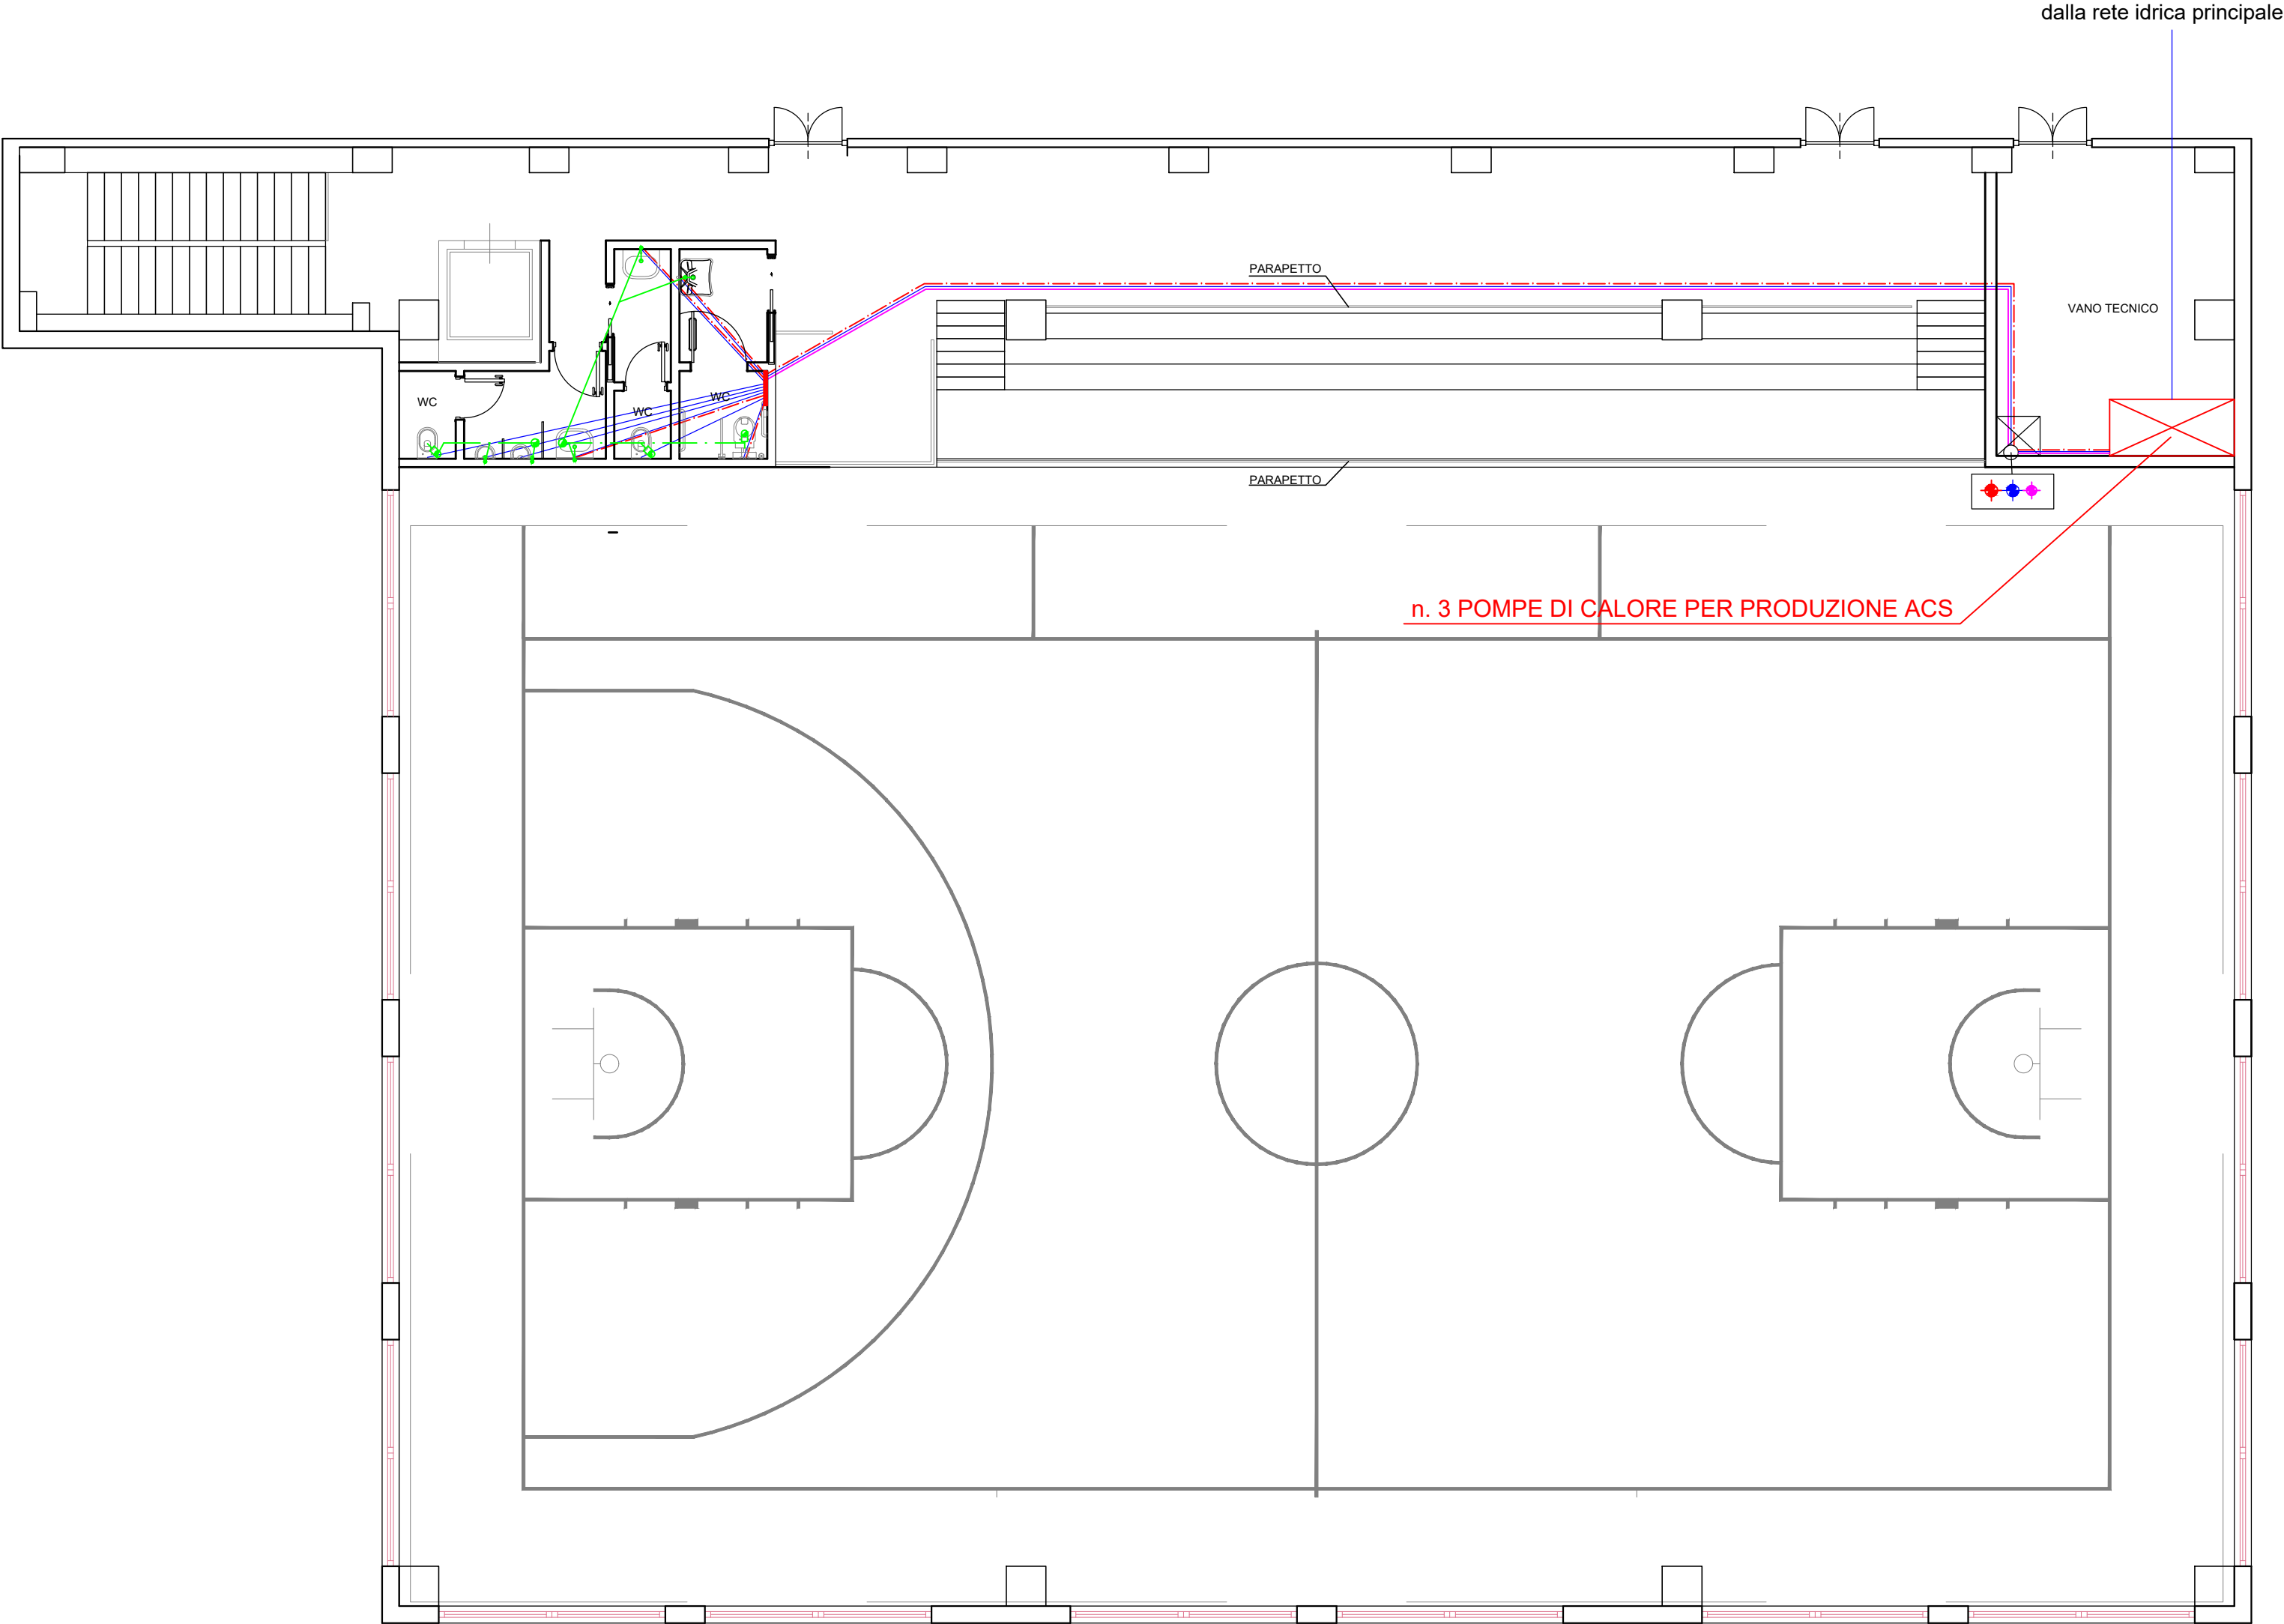 dalla rete idrica principale
PARAPETTO
VANO TECNICO
WC
WC
WC
PARAPETTO
n. 3 POMPE DI CALORE PER PRODUZIONE ACS